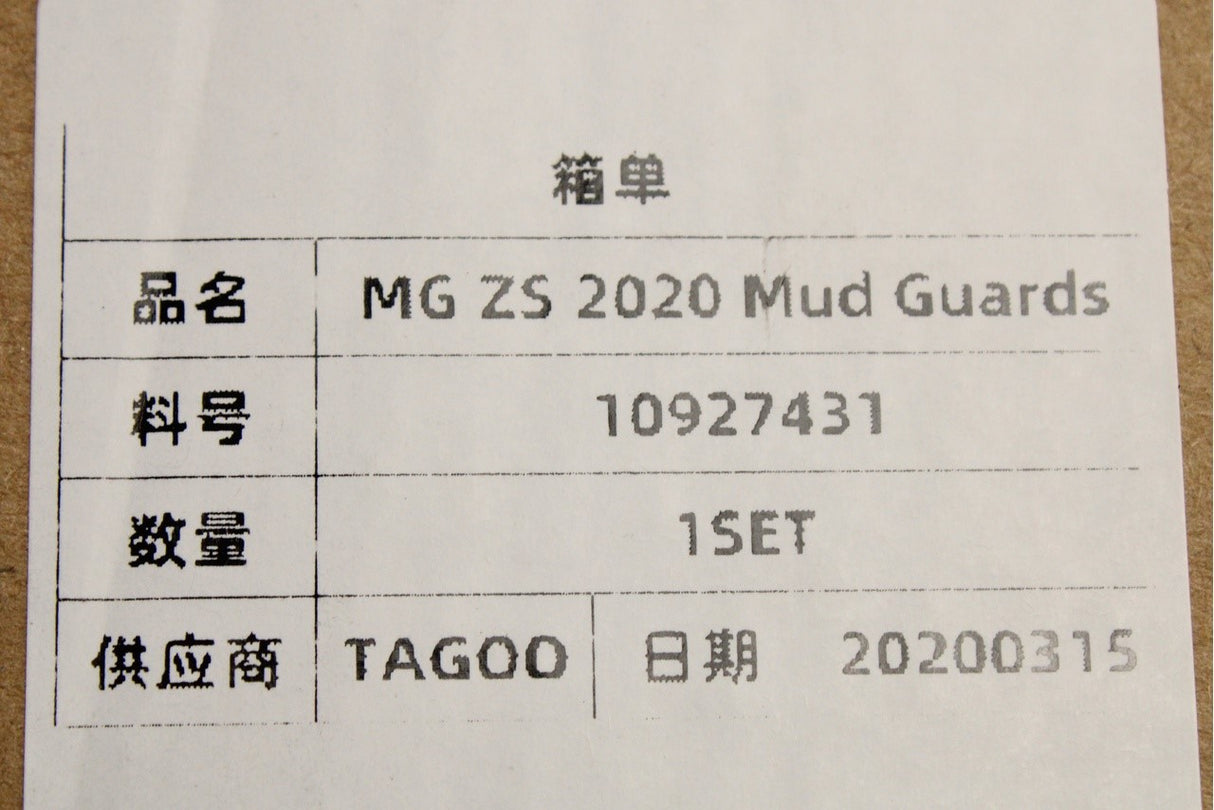 箱单
品名 MG ZS 2020 Mud Guards
料号 10927431
数量 1SET
供应商 TAGOO 日期 20200315